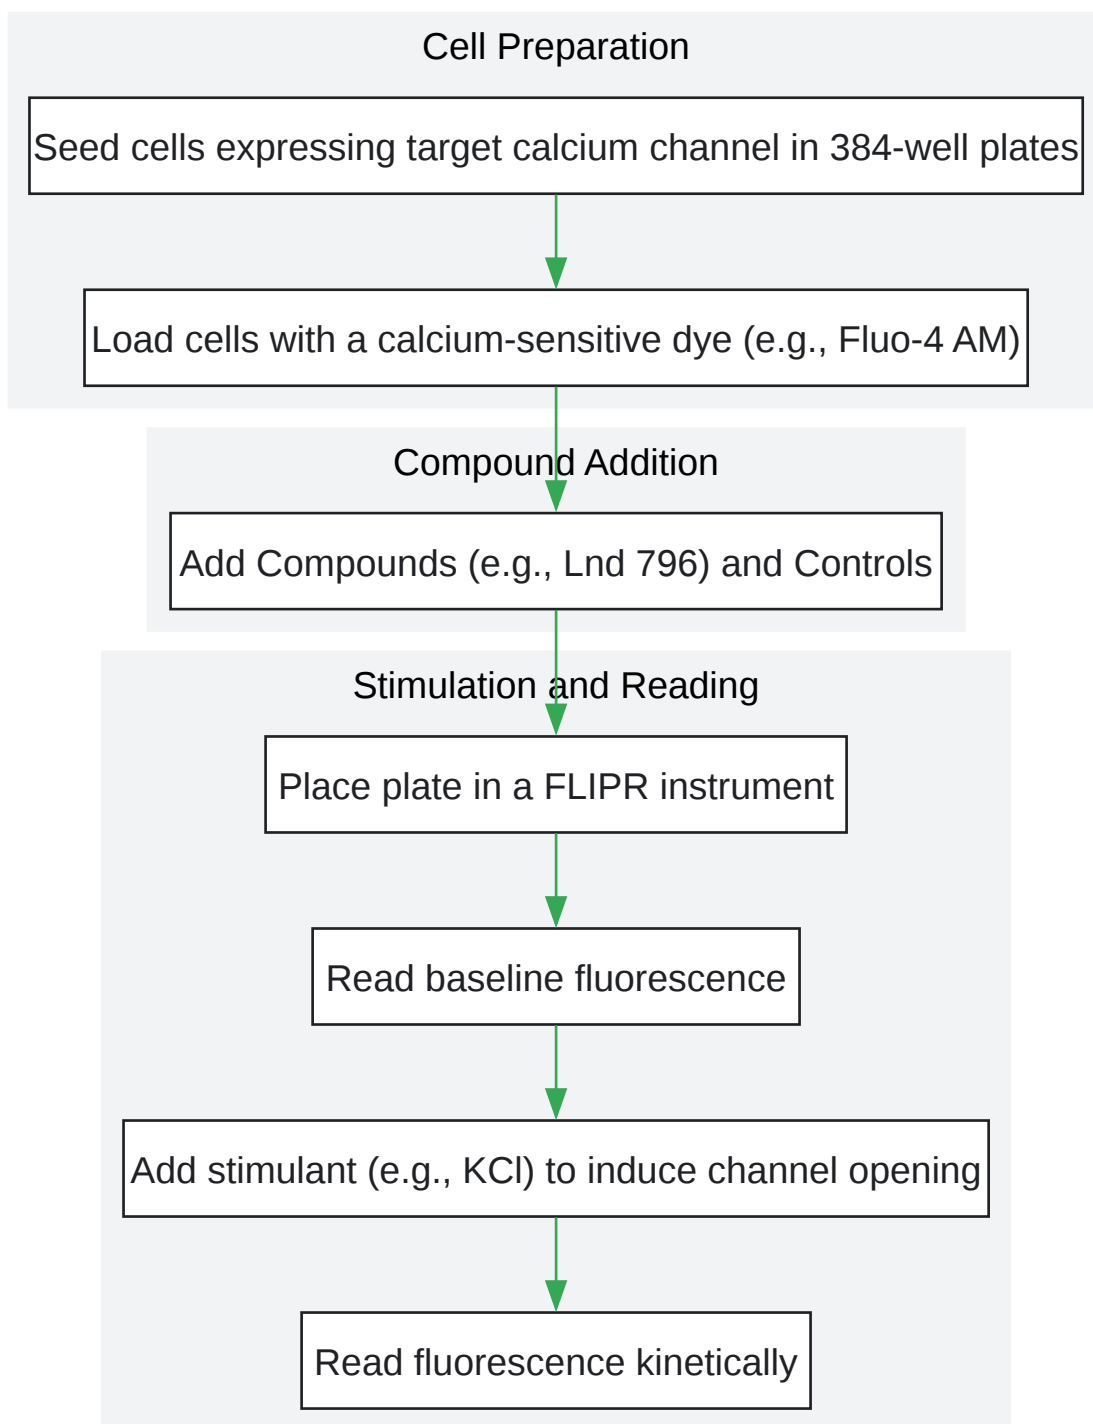 Cell Preparation
Seed cells expressing target calcium channel in 384-well plates
Load cells with a calcium-sensitive dye (e.g., Fluo-4 AM)
Compound Addition
Add Compounds (e.g., Lnd 796) and Controls
Stimulation and Reading
Place plate in a FLIPR instrument
Read baseline fluorescence
Add stimulant (e.g., KCl) to induce channel opening
Read fluorescence kinetically